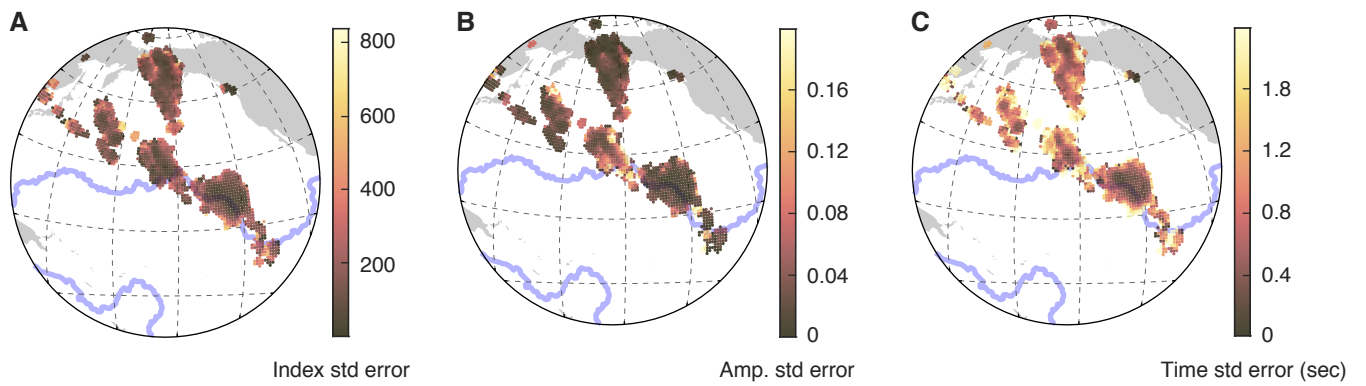 A
800
600
400
200
Index std error
B
0.16
0.12
0.08
0.04
0
Amp. std error
C
1.8
1.2
0.8
0.4
0
Time std error (sec)